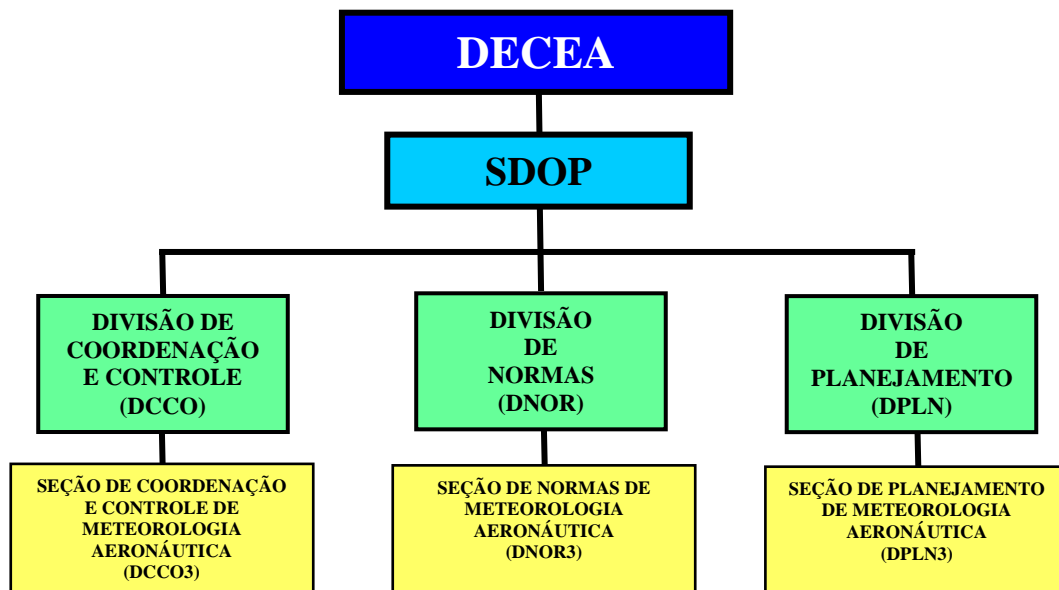 DECEA
SDOP
DIVISÃO DE
COORDENAÇÃO
E CONTROLE
(DCCO)
DIVISÃO
DE
NORMAS
(DNOR)
DIVISÃO
DE
PLANEJAMENTO
(DPLN)
SEÇÃO DE COORDENAÇÃO
E CONTROLE DE
METEOROLOGIA
AERONÁUTICA
(DCCO3)
SEÇÃO DE NORMAS DE
METEOROLOGIA
AERONÁUTICA
(DNOR3)
SEÇÃO DE PLANEJAMENTO
DE METEOROLOGIA
AERONÁUTICA
(DPLN3)